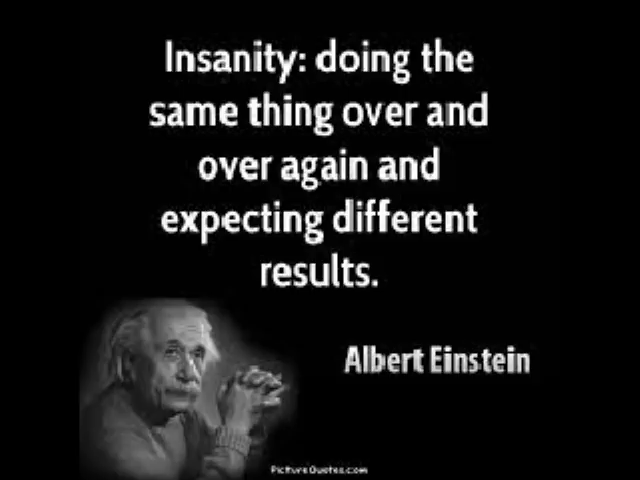 Insanity: doing the
same thing over and
over again and
expecting different
results.
Albert Einstein
PictureQuotes.com